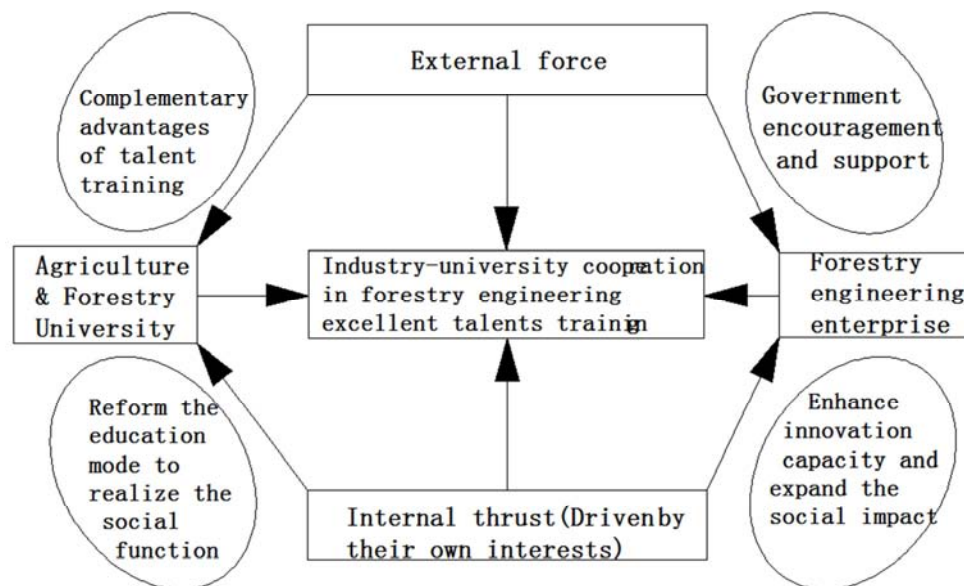 External force
Complementary
advantages
of talent
training
Government
encouragement
and support
Agriculture
& Forestry
University
Industry-university cooperation
in forestry engineering
excellent talents training
Forestry
engineering
enterprise
Reform the
education
mode to
realize the
social
function
Internal thrust(Drivenby
their own interests)
Enhance
innovation
capacity and
expand the
social impact